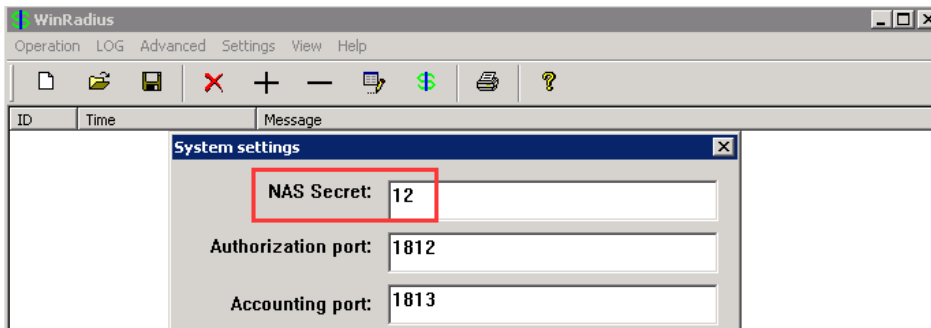 WinRadius
Operation LOG Advanced Settings View Help
ID Time Message
System settings
NAS Secret: 12
Authorization port: 1812
Accounting port: 1813